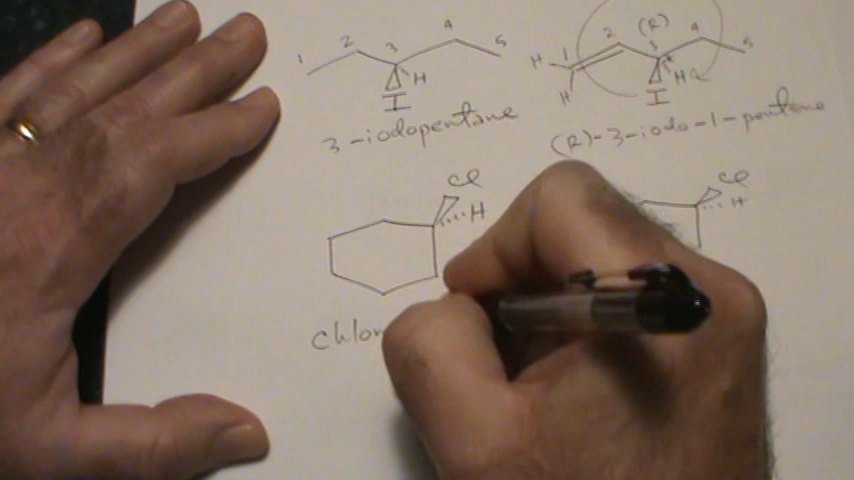 1 2 3 4 5
H
I
3-iodopentane
H 1 2 (R) 3 4 5
H
H
I
(R)-3-iodo-1-pentene
Cl
H
chlor
Cl
H